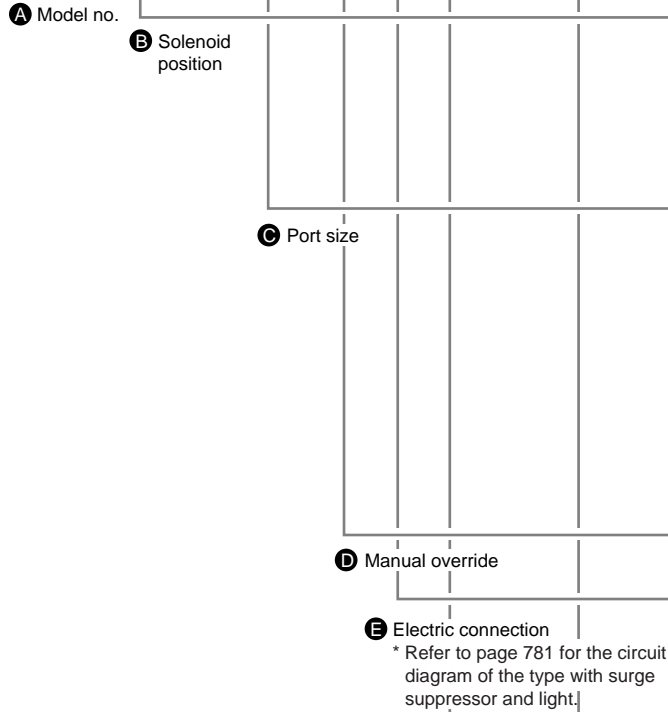 A Model no.
B Solenoid
position
C Port size
D Manual override
E Electric connection
* Refer to page 781 for the circuit
diagram of the type with surge
suppressor and light.